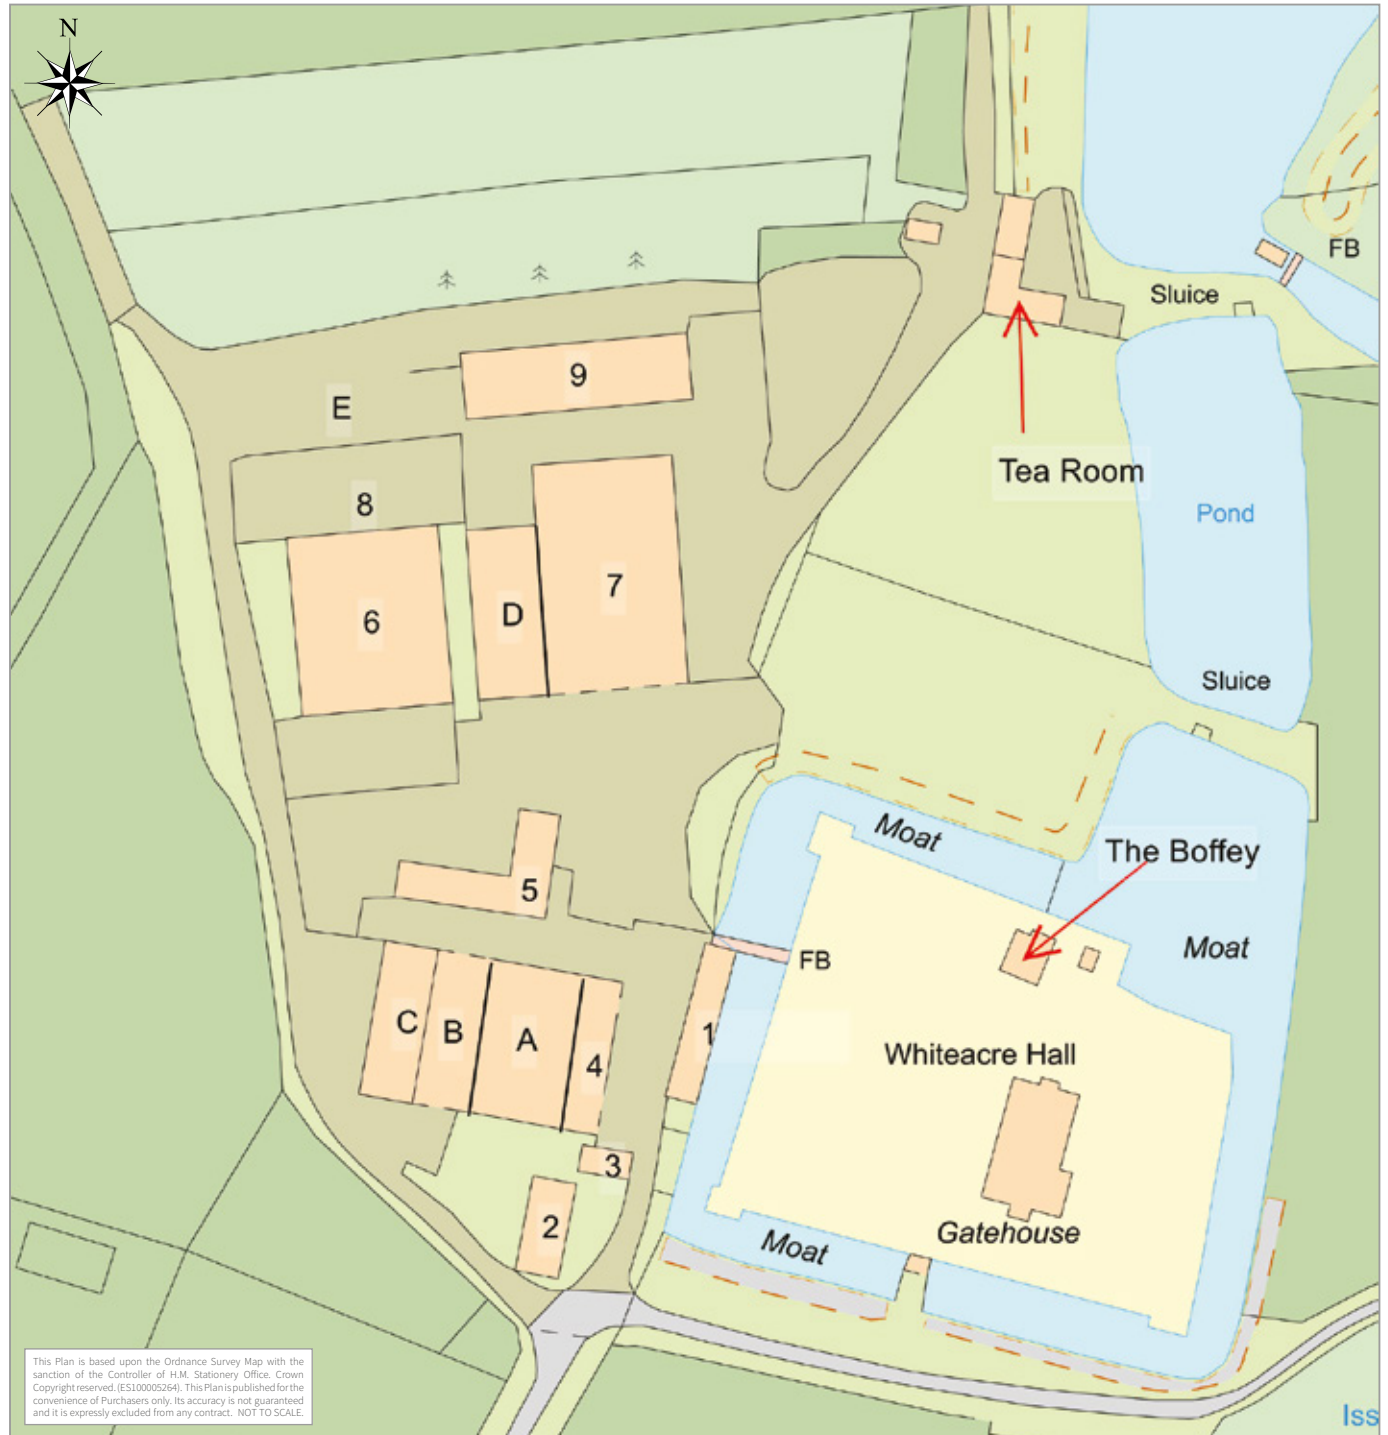 N
FB
Sluice
9
E
Tea Room
8
Pond
7
D
6
Sluice
Moat
The Boffey
5
Moat
FB
C
B
A
4
1
Whiteacre Hall
3
2
Gatehouse
Moat
This Plan is based upon the Ordnance Survey Map with the
sanction of the Controller of H.M. Stationery Office. Crown
Copyright reserved. (ES100005264). This Plan is published for the
convenience of Purchasers only. Its accuracy is not guaranteed
and it is expressly excluded from any contract. NOT TO SCALE.
Iss